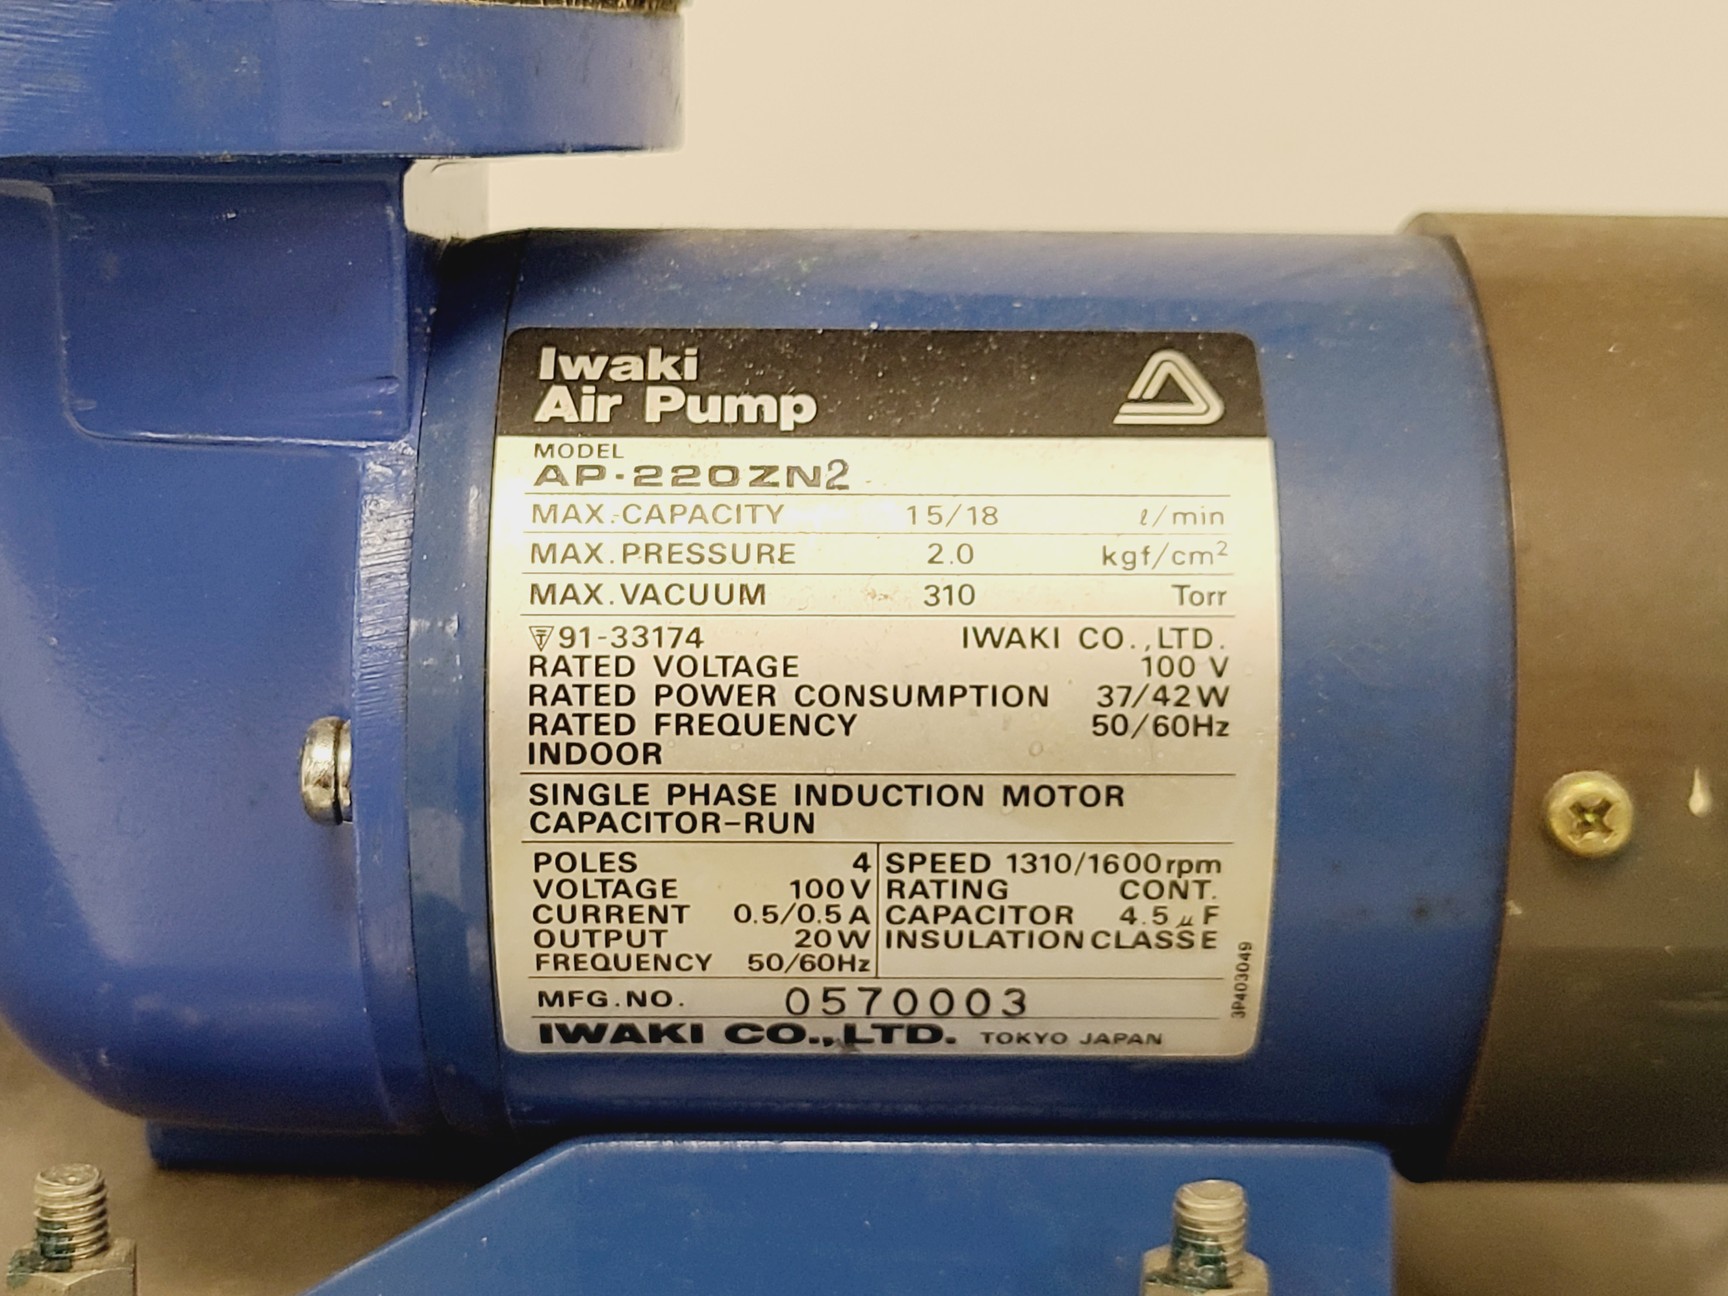 Iwaki
Air Pump
MODEL
AP-220ZN2
MAX.CAPACITY 15/18 ℓ/min
MAX.PRESSURE 2.0 kgf/cm²
MAX.VACUUM 310 Torr
91-33174 IWAKI CO.,LTD.
RATED VOLTAGE 100 V
RATED POWER CONSUMPTION 37/42 W
RATED FREQUENCY 50/60Hz
INDOOR
SINGLE PHASE INDUCTION MOTOR
CAPACITOR-RUN
POLES 4 SPEED 1310/1600rpm
VOLTAGE 100V RATING CONT.
CURRENT 0.5/0.5A CAPACITOR 4.5μF
OUTPUT 20W INSULATION CLASS E
FREQUENCY 50/60Hz
MFG.NO. 0570003
IWAKI CO.,LTD. TOKYO JAPAN
3P403049